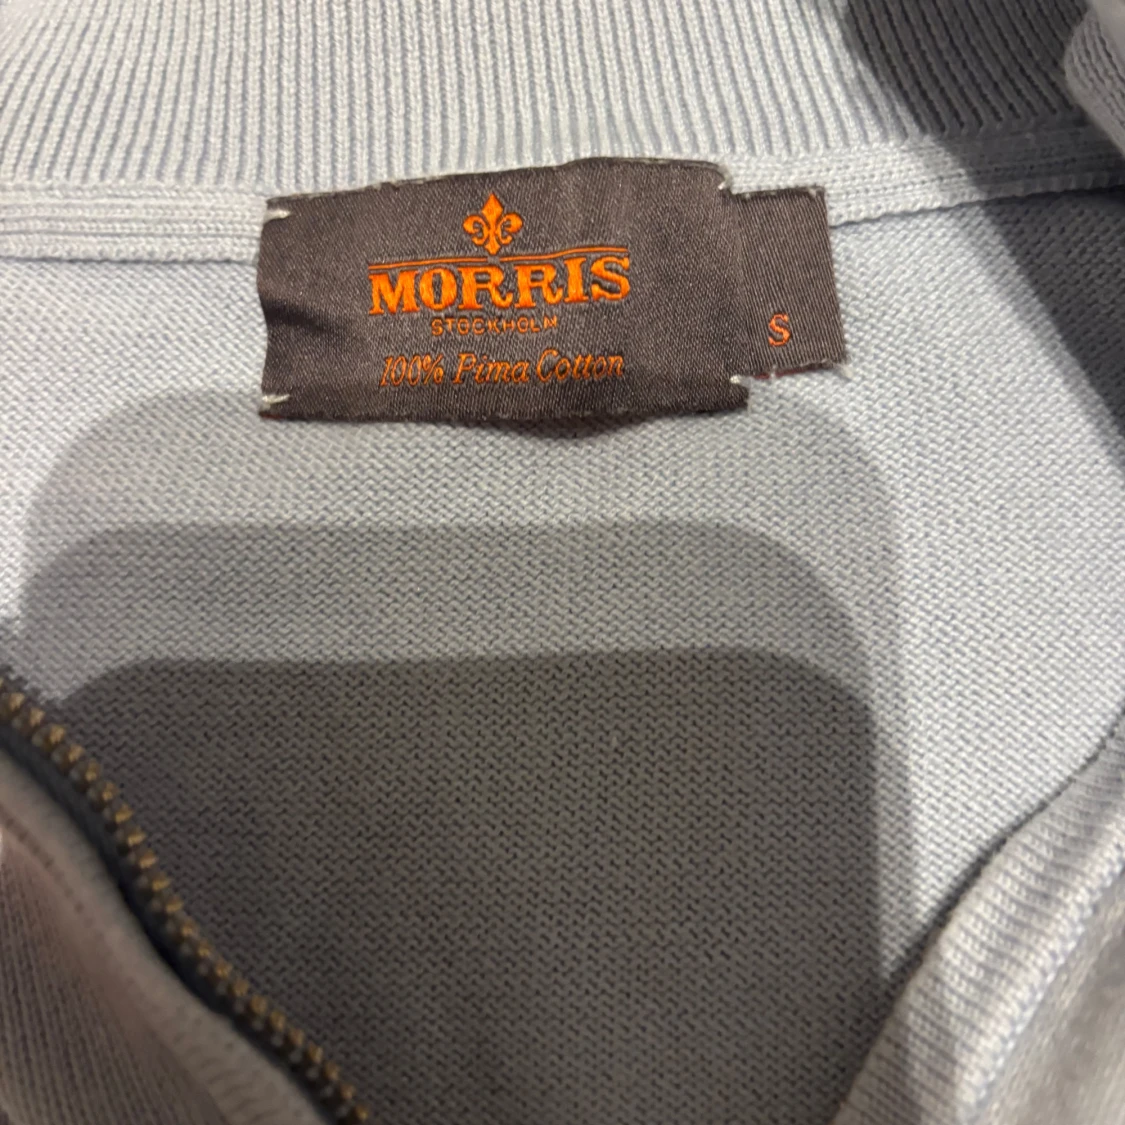 MORRIS
STOCKHOLM
100% Pima Cotton
S